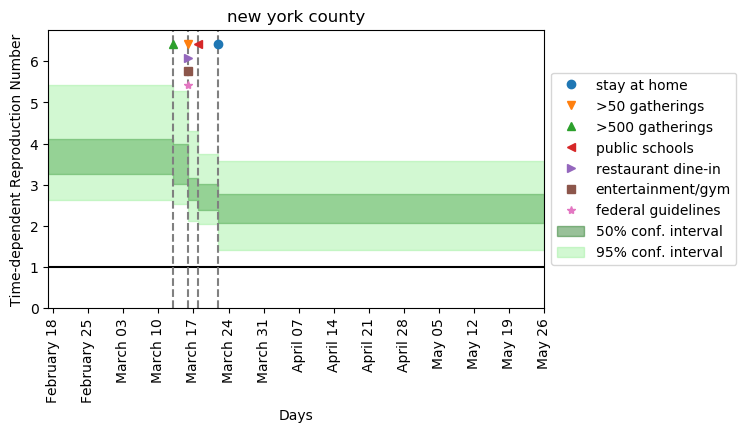 new york county
Time-dependent Reproduction Number
6
5
4
3
2
1
0
February 18
February 25
March 03
March 10
March 17
March 24
March 31
April 07
April 14
April 21
April 28
May 05
May 12
May 19
May 26
Days
stay at home
>50 gatherings
>500 gatherings
public schools
restaurant dine-in
entertainment/gym
federal guidelines
50% conf. interval
95% conf. interval